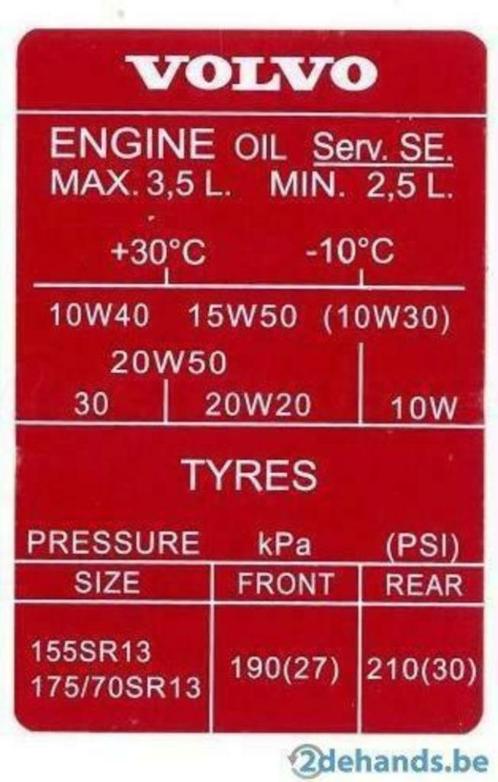 VOLVO
ENGINE OIL Serv. SE.
MAX. 3,5 L. MIN. 2,5 L.
+30°C -10°C
10W40 15W50 (10W30)
20W50
30 20W20 10W
TYRES
PRESSURE kPa (PSI)
SIZE FRONT REAR
155SR13
175/70SR13 190(27) 210(30)
2dehands.be